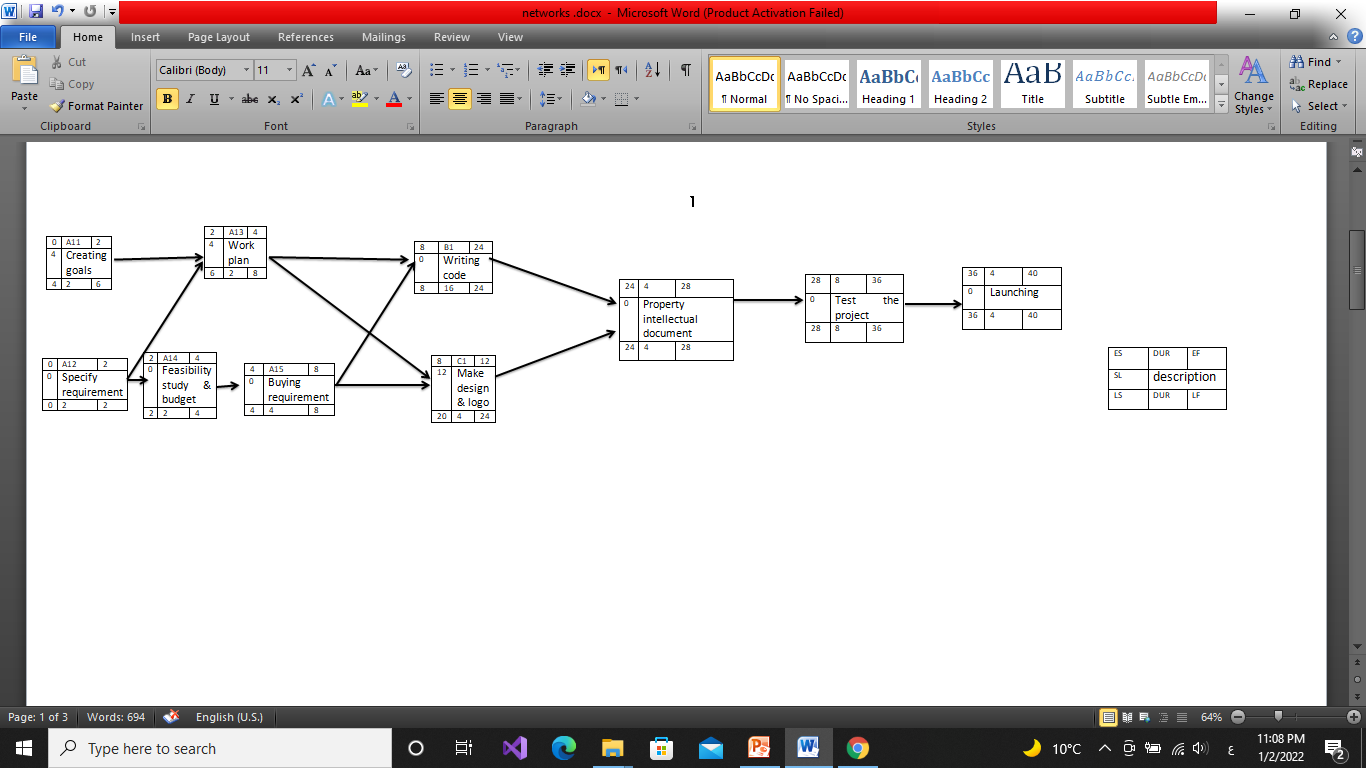 networks .docx - Microsoft Word (Product Activation Failed)
File Home Insert Page Layout References Mailings Review View
Paste
Cut
Copy
Format Painter
Clipboard
Calibri (Body) 11
Font
Paragraph
AaBbCcDc AaBbCcDc AaBbCc AaBbCc AaB AaBbCc. AaBbCcDc
¶ Normal ¶ No Spaci... Heading 1 Heading 2 Title Subtitle Subtle Em...
Change Styles
Styles
Find
Replace
Select
Editing
1
0 A11 2
4 Creating
goals
4 2 6
2 A13 4
4 Work
plan
6 2 8
8 B1 24
0 Writing
code
8 16 24
24 4 28
0 Property
intellectual
document
24 4 28
28 8 36
0 Test the
project
28 8 36
36 4 40
0 Launching
36 4 40
0 A12 2
0 Specify
requirement
0 2 2
2 A14 4
0 Feasibility
study &
budget
2 2 4
4 A15 8
0 Buying
requirement
4 4 8
8 C1 12
12 Make
design
& logo
20 4 24
ES DUR EF
SL description
LS DUR LF
Page: 1 of 3 Words: 694 English (U.S.) 64%
Type here to search
10°C
ع
11:08 PM
1/2/2022
2